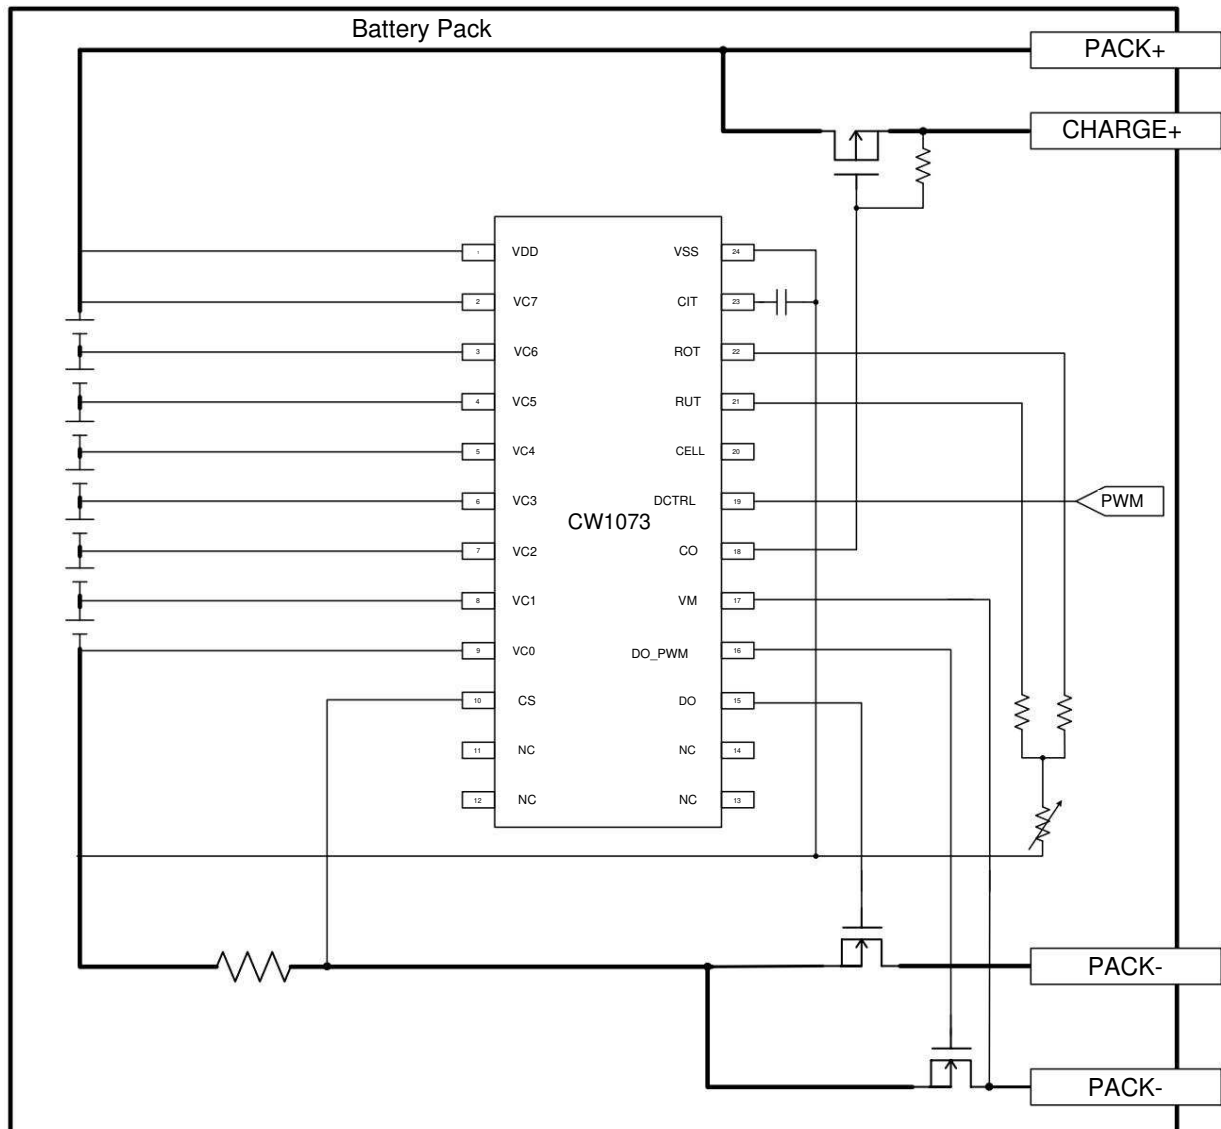 Battery Pack
PACK+
CHARGE+
1 VDD VSS 24
2 VC7 CIT 23
3 VC6 ROT 22
4 VC5 RUT 21
5 VC4 CELL 20
6 VC3 DCTRL 19 PWM
CW1073
7 VC2 CO 18
8 VC1 VM 17
9 VC0 DO_PWM 16
10 CS DO 15
11 NC NC 14
12 NC NC 13
PACK-
PACK-